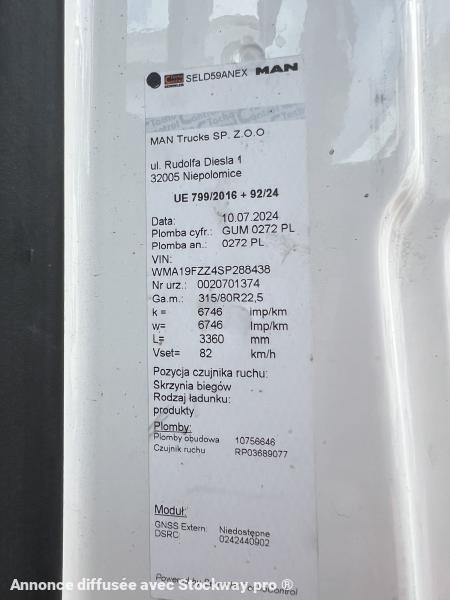 SELD59ANEX MAN
MAN Trucks SP. Z.O.O
ul. Rudolfa Diesla 1
32005 Niepolomice
UE 799/2016 + 92/24
Data: 10.07.2024
Plomba cyfr.: GUM 0272 PL
Plomba an.: 0272 PL
VIN:
WMA19FZZ4SP288438
Nr urz.: 0020701374
Ga.m.: 315/80R22,5
k = 6746 imp/km
w= 6746 Imp/km
L= 3360 mm
Vset= 82 km/h
Pozycja czujnika ruchu:
Skrzynia biegów
Rodzaj ładunku:
produkty
Plomby:
Plomby obudowa 10756646
Czujnik ruchu RP03689077
Moduł:
GNSS Extern: Niedostępne
DSRC: 0242440902
Powered by
Annonce diffusée avec Stockway.pro ®